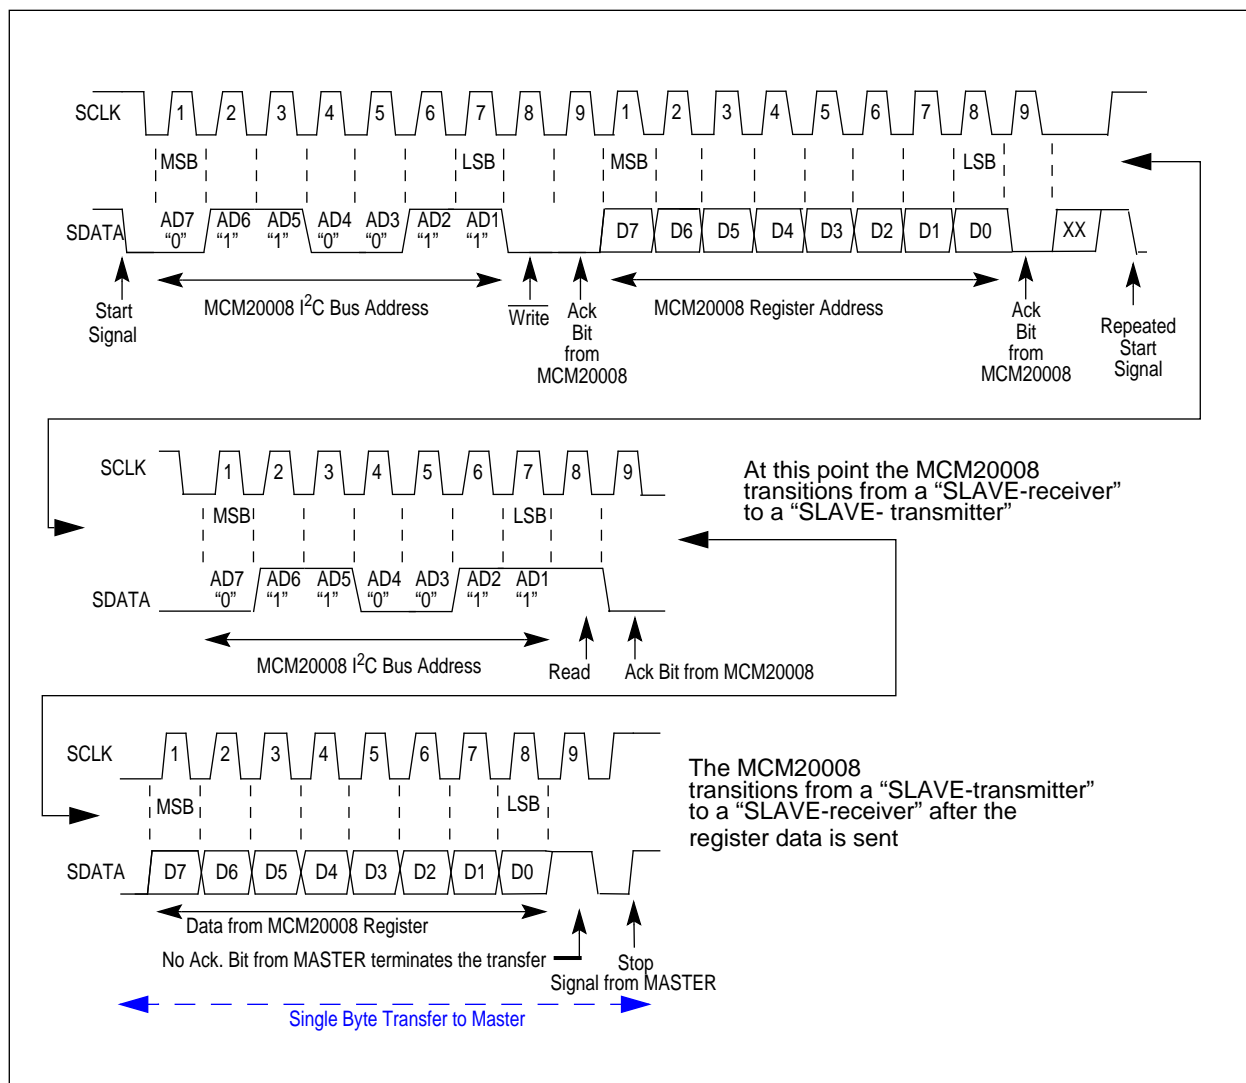 SCLK 1 2 3 4 5 6 7 8 9 1 2 3 4 5 6 7 8 9
MSB LSB MSB LSB
SDATA AD7 AD6 AD5 AD4 AD3 AD2 AD1 D7 D6 D5 D4 D3 D2 D1 D0 XX
“0” “1” “1” “0” “0” “1” “1”
Start
Signal
MCM20008 I2C Bus Address
Write
Ack
Bit
from
MCM20008
MCM20008 Register Address
Ack
Bit
from
MCM20008
Repeated
Start
Signal
SCLK 1 2 3 4 5 6 7 8 9
MSB LSB
SDATA AD7 AD6 AD5 AD4 AD3 AD2 AD1
“0” “1” “1” “0” “0” “1” “1”
MCM20008 I2C Bus Address
Read
Ack Bit from MCM20008
At this point the MCM20008
transitions from a “SLAVE-receiver”
to a “SLAVE- transmitter”
SCLK 1 2 3 4 5 6 7 8 9
MSB LSB
SDATA D7 D6 D5 D4 D3 D2 D1 D0
Data from MCM20008 Register
No Ack. Bit from MASTER terminates the transfer
Stop
Signal from MASTER
Single Byte Transfer to Master
The MCM20008
transitions from a “SLAVE-transmitter”
to a “SLAVE-receiver” after the
register data is sent